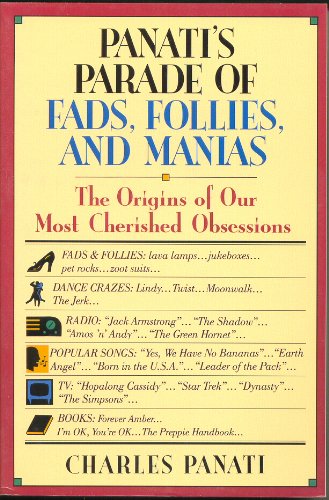 PANATI'S
PARADE OF
FADS, FOLLIES,
AND MANIAS
The Origins of Our
Most Cherished Obsessions
FADS & FOLLIES: lava lamps...jukeboxes...
pet rocks...zoot suits...
DANCE CRAZES: Lindy...Twist...Moonwalk...
The Jerk...
RADIO: "Jack Armstrong"..."The Shadow"...
"Amos 'n' Andy"..."The Green Hornet"...
POPULAR SONGS: "Yes, We Have No Bananas"..."Earth
Angel"..."Born in the U.S.A."..."Leader of the Pack"...
TV: "Hopalong Cassidy"..."Star Trek"..."Dynasty"...
"The Simpsons"...
BOOKS: Forever Amber...
I'm OK, You're OK...The Preppie Handbook...
CHARLES PANATI